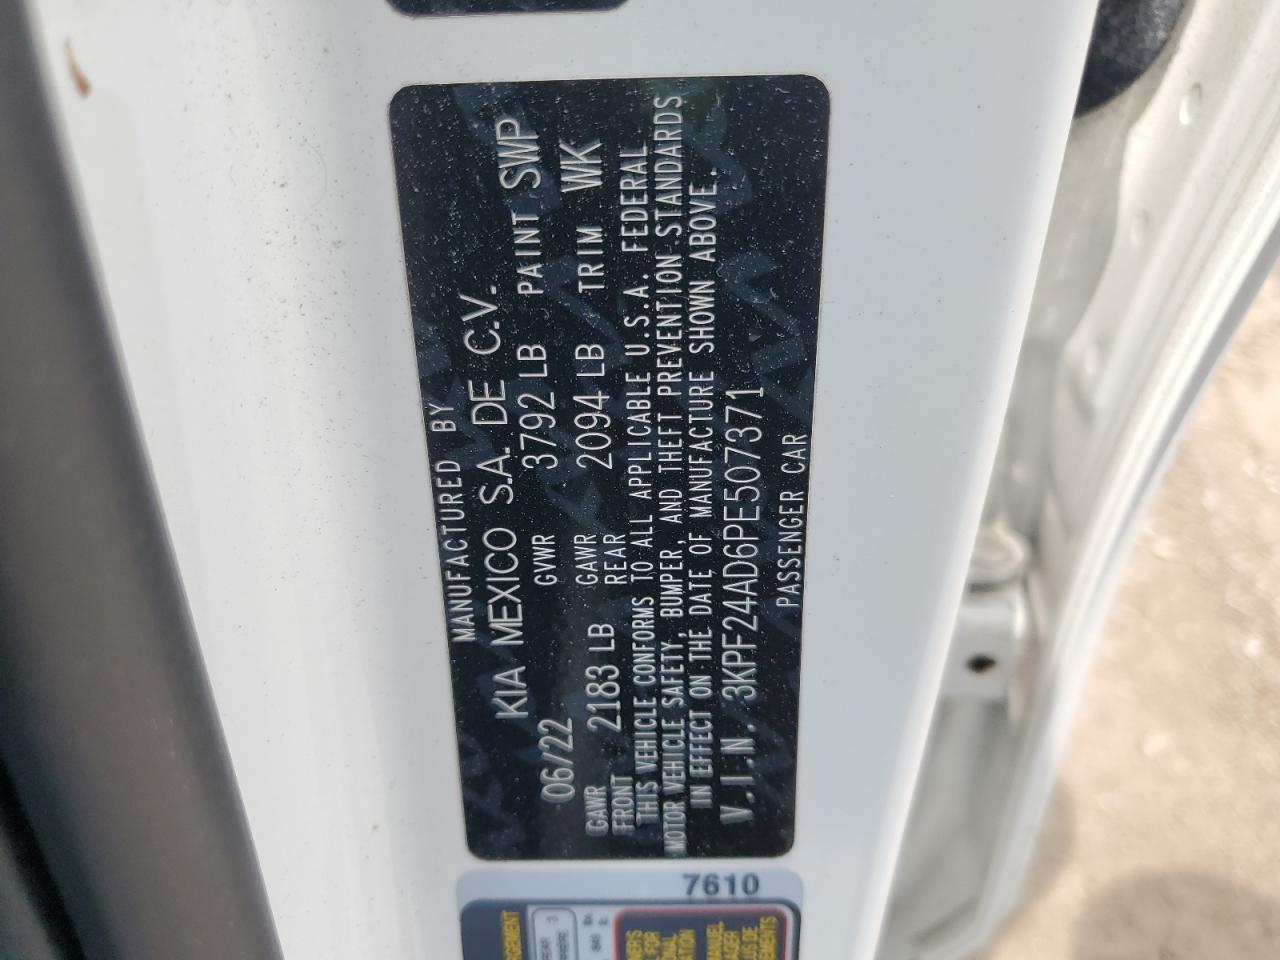 MANUFACTURED BY
KIA MEXICO S.A. DE C.V.
06/22 GVWR 3792 LB PAINT SWP
GAWR FRONT 2183 LB GAWR REAR 2094 LB TRIM WK
THIS VEHICLE CONFORMS TO ALL APPLICABLE U.S.A. FEDERAL
MOTOR VEHICLE SAFETY, BUMPER, AND THEFT PREVENTION STANDARDS
IN EFFECT ON THE DATE OF MANUFACTURE SHOWN ABOVE.
V.I.N. 3KPF24AD6PE507371
PASSENGER CAR
7610